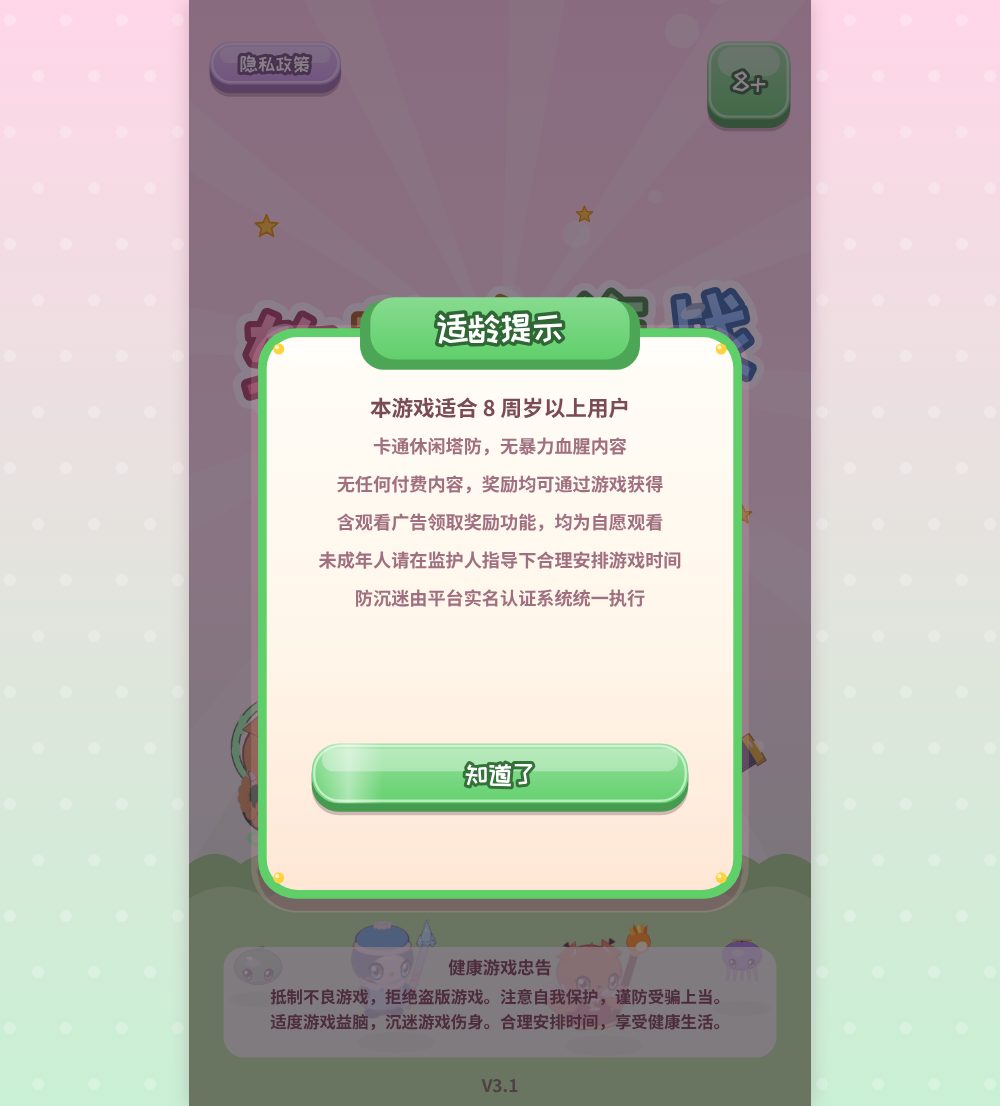 隐私政策
8+
适龄提示
本游戏适合 8 周岁以上用户
卡通休闲塔防，无暴力血腥内容
无任何付费内容，奖励均可通过游戏获得
含观看广告领取奖励功能，均为自愿观看
未成年人请在监护人指导下合理安排游戏时间
防沉迷由平台实名认证系统统一执行
知道了
健康游戏忠告
抵制不良游戏，拒绝盗版游戏。注意自我保护，谨防受骗上当。
适度游戏益脑，沉迷游戏伤身。合理安排时间，享受健康生活。
V3.1